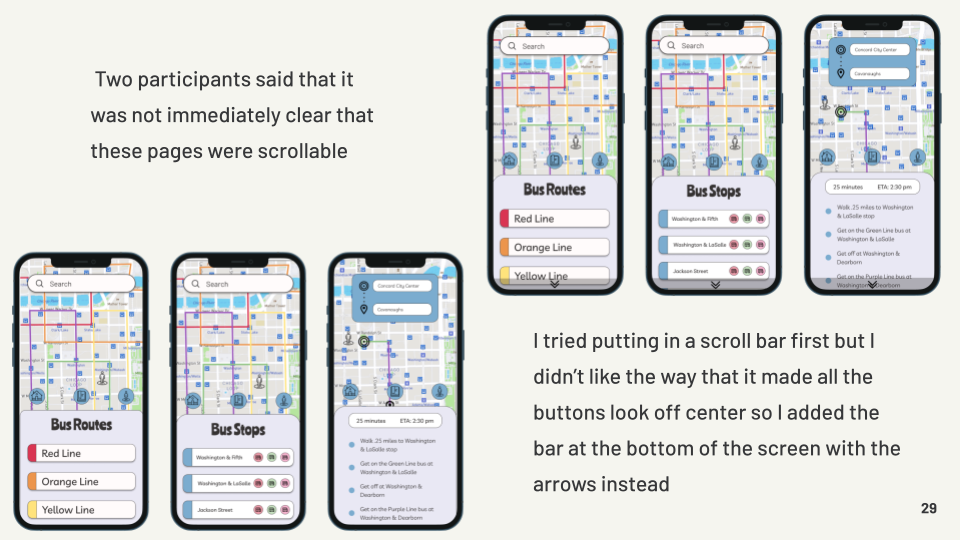 Two participants said that it
was not immediately clear that
these pages were scrollable
Search
Bus Routes
Red Line
Orange Line
Yellow Line
Search
Bus Stops
Washington & Fifth
Washington & LaSalle
Jackson Street
Concord City Center
Cavanaughs
25 minutes ETA: 2:30 pm
Walk .25 miles to Washington
& LaSalle stop
Get on the Green Line bus at
Washington & LaSalle
Get off at Washington &
Dearborn
Get on the Purple Line bus at
Washington & Dearborn
Search
Bus Routes
Red Line
Orange Line
Yellow Line
Search
Bus Stops
Washington & Fifth
Washington & LaSalle
Jackson Street
Concord City Center
Cavanaughs
25 minutes ETA: 2:30 pm
Walk .25 miles to Washington
& LaSalle stop
Get on the Green Line bus at
Washington & LaSalle
Get off at Washington &
Dearborn
Get on the Purple Line bus at
Washington & Dearborn
I tried putting in a scroll bar first but I
didn’t like the way that it made all the
buttons look off center so I added the
bar at the bottom of the screen with the
arrows instead
29